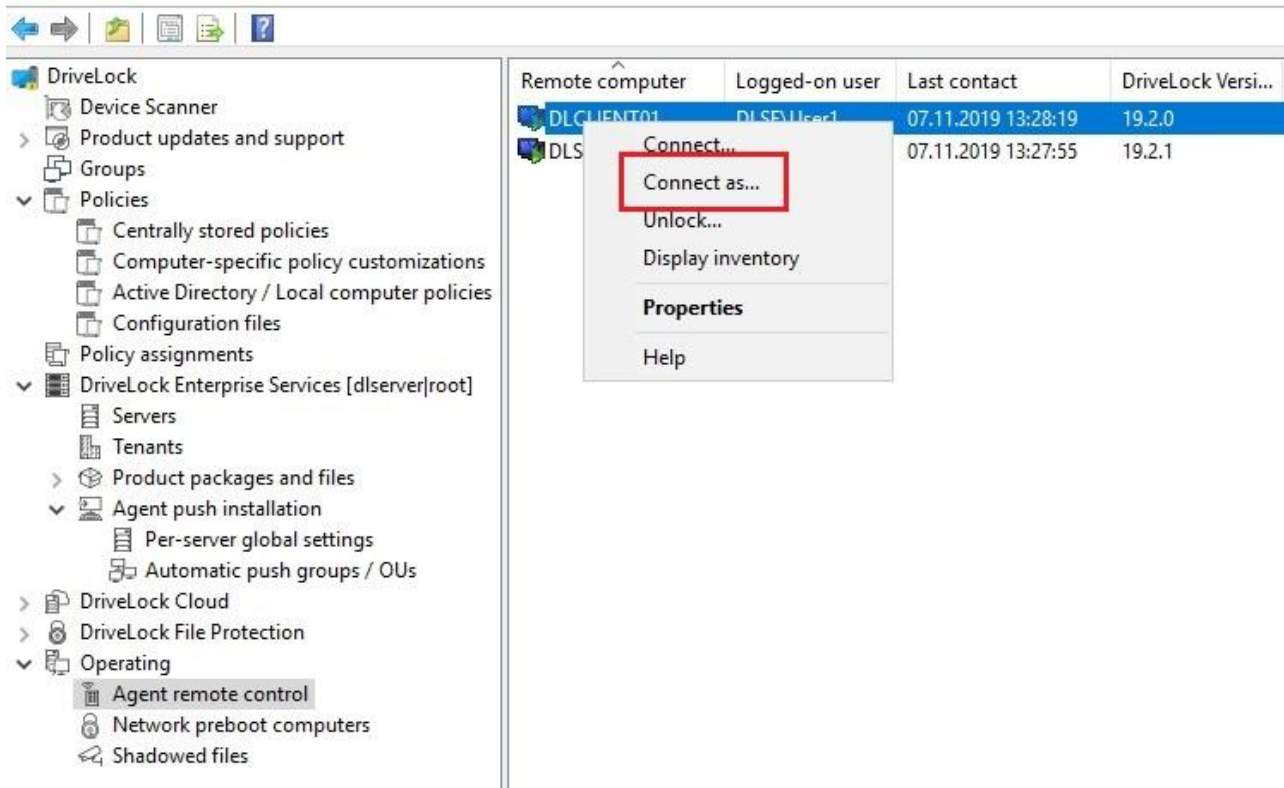 DriveLock
Device Scanner
Product updates and support
Groups
Policies
Centrally stored policies
Computer-specific policy customizations
Active Directory / Local computer policies
Configuration files
Policy assignments
DriveLock Enterprise Services [dlserver|root]
Servers
Tenants
Product packages and files
Agent push installation
Per-server global settings
Automatic push groups / OUs
DriveLock Cloud
DriveLock File Protection
Operating
Agent remote control
Network preboot computers
Shadowed files
Remote computer Logged-on user Last contact DriveLock Versi...
DLCLIENT01 DLSE\User1 07.11.2019 13:28:19 19.2.0
DLS 07.11.2019 13:27:55 19.2.1
Connect...
Connect as...
Unlock...
Display inventory
Properties
Help